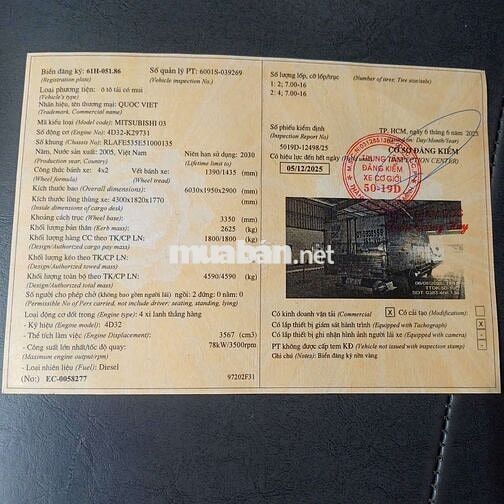 Biển đăng ký: 61H-051.86 Số quản lý PT: 6001S-039269
(Registration plate) (Vehicle inspection No.)
Loại phương tiện: ô tô tải có mui
(Vehicle's type)
Nhãn hiệu, tên thương mại: QUOC VIET
(Trademark, Commercial name)
Mã kiểu loại (Model code): MITSUBISHI 03
Số động cơ (Engine No): 4D32-K29731
Số khung (Chassis No): RLAFE535E51000135
Năm, Nước sản xuất: 2005, Việt Nam Niên hạn sử dụng: 2030
(Production year, Country) (Lifetime limit to)
Công thức bánh xe: 4x2 Vết bánh xe: 1390/1435 (mm)
(Wheel formula) (Wheel tread)
Kích thước bao (Overall dimensions): 6030x1950x2900 (mm)
Kích thước lòng thùng xe: 4300x1820x1770 (mm)
(Inside dimensions of cargo desk)
Khoảng cách trục (Wheel base): 3350 (mm)
Khối lượng bản thân (Kerb mass): 2625 (kg)
Khối lượng hàng CC theo TK/CP LN: 1800/1800 (kg)
(Design/Authorized cargo pay mass)
Khối lượng kéo theo TK/CP LN: (kg)
(Design/Authorized towed mass)
Khối lượng toàn bộ theo TK/CP LN: 4590/4590 (kg)
(Design/Authorized total mass)
Số người cho phép chở (không bao gồm người lái) ngồi: 2 đứng: 0 nằm: 0
(Permissible No of Pers carried, not include driver: seating, standing, lying)
Loại động cơ đốt trong (Engine type): 4 xi lanh thẳng hàng
- Ký hiệu (Engine model): 4D32
- Thể tích làm việc (Engine Displacement): 3567 (cm3)
- Công suất lớn nhất/tốc độ quay: 78kW/3500rpm
(Maximum engine output/rpm)
- Loại nhiên liệu (Fuel): Diesel
(No:) EC-0058277 97202F31
Số lượng lốp, cỡ lốp/trục (Number of tires; Tire size/axle)
1: 2; 7.00-16
2: 4; 7.00-16
Số phiếu kiểm định
(Inspection Report No)
5019D-12498/25
TP. HCM, ngày 6 tháng 6 năm 2025
(Issued on: Day/Month/Year)
CƠ SỞ ĐĂNG KIỂM
(INSPECTION CENTER)
Có hiệu lực đến hết ngày
05/12/2025
TRUNG TÂM
ĐĂNG KIỂM
XE CƠ GIỚI
50-19D
muaban.net
Có kinh doanh vận tải (Commercial) X Có cải tạo (Modification):
Có lắp thiết bị giám sát hành trình (Equipped with Tachograph) X
Có lắp thiết bị ghi nhận hình ảnh người lái xe (Equipped with camera)
PT không được cấp tem KĐ (Vehicle not issued with inspection stamp)
Ghi chú (Notes): Biển đăng ký nền vàng